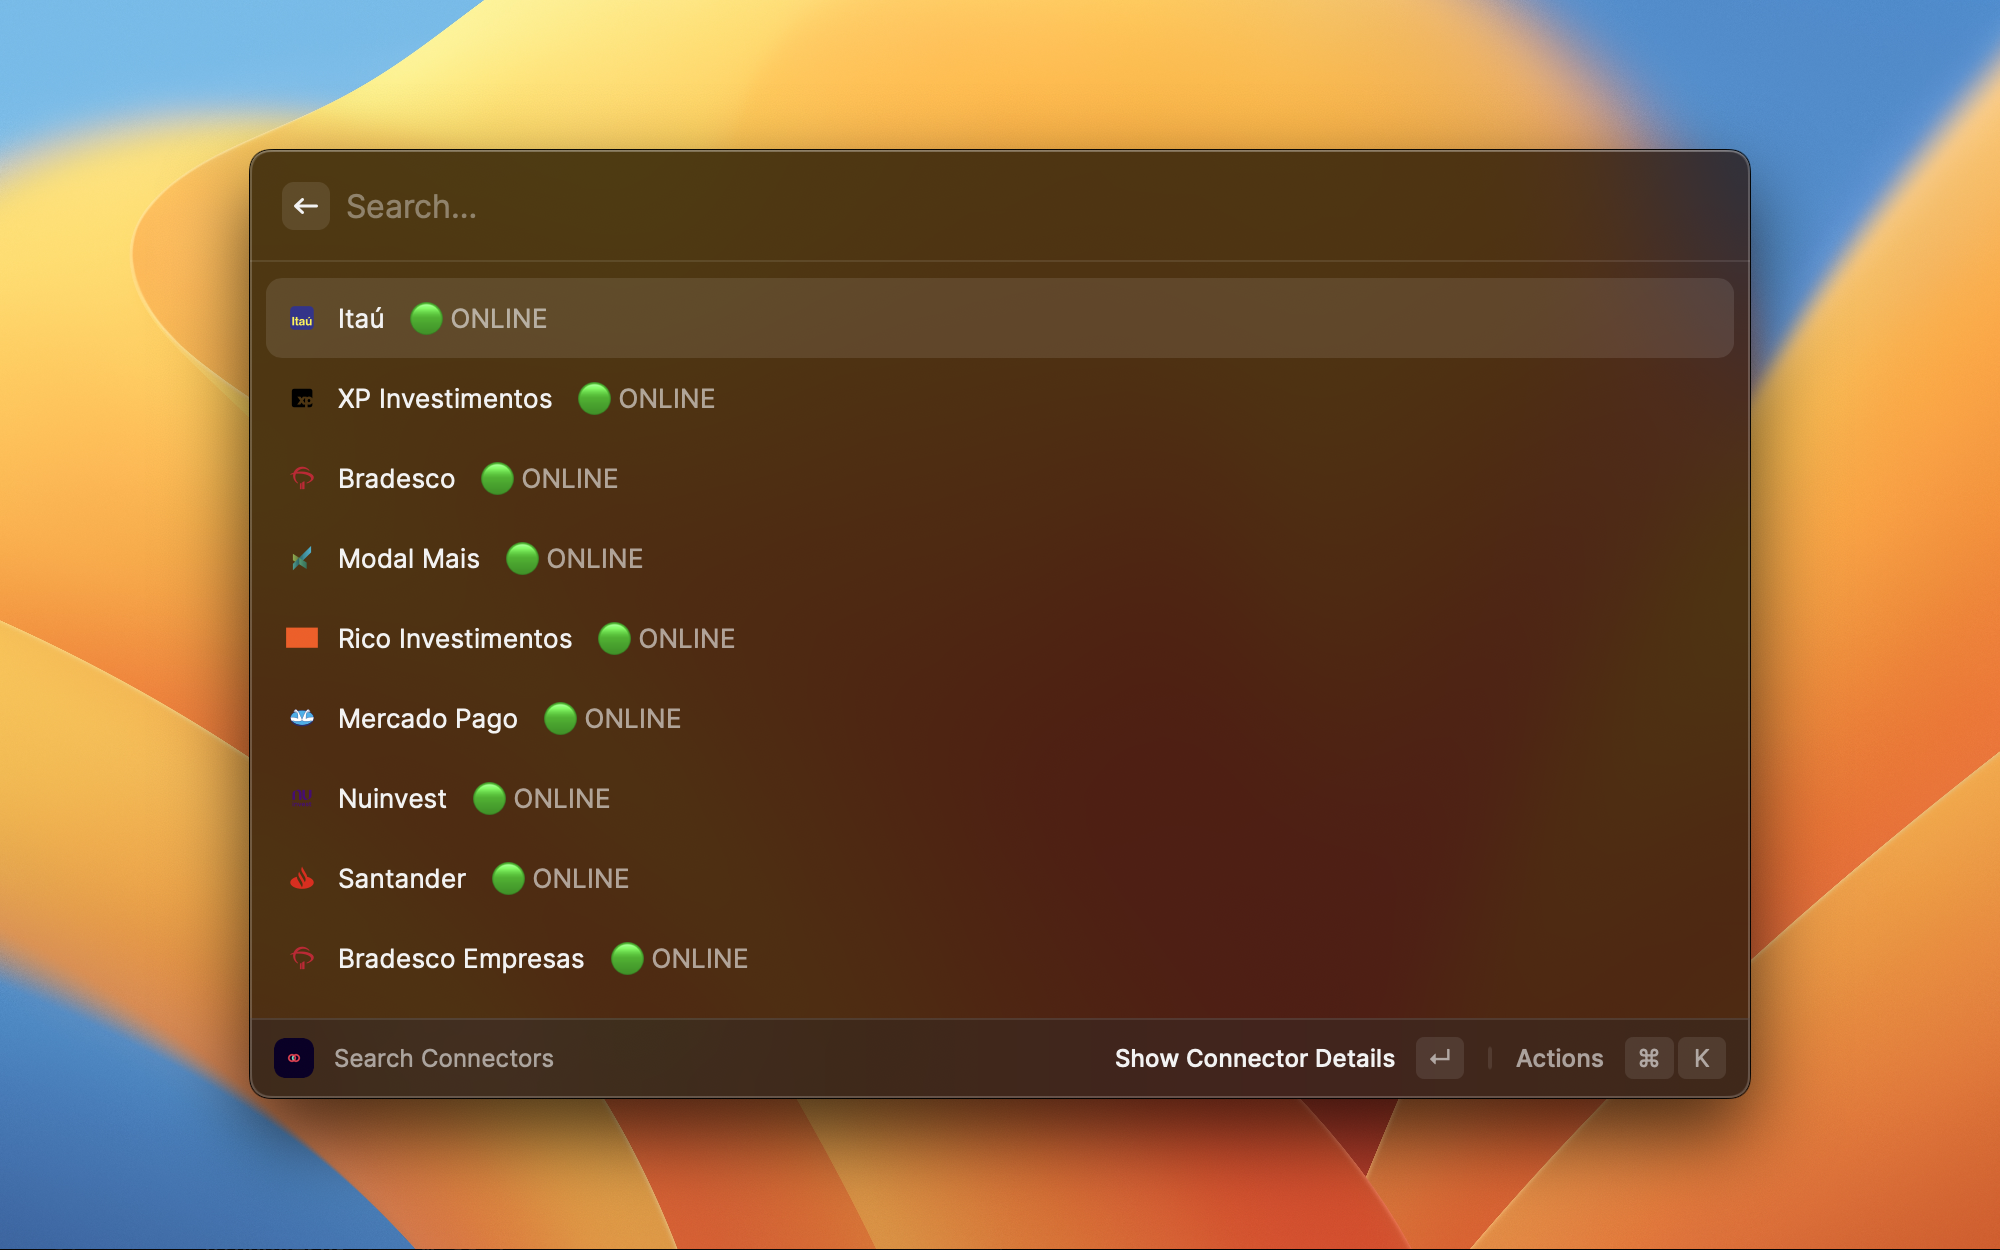 Search...
Itaú ONLINE
XP Investimentos ONLINE
Bradesco ONLINE
Modal Mais ONLINE
Rico Investimentos ONLINE
Mercado Pago ONLINE
Nuinvest ONLINE
Santander ONLINE
Bradesco Empresas ONLINE
Search Connectors Show Connector Details Actions ⌘ K